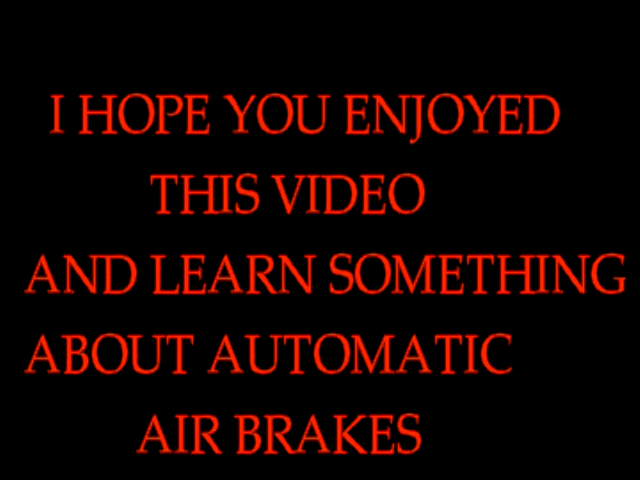 I HOPE YOU ENJOYED
THIS VIDEO
AND LEARN SOMETHING
ABOUT AUTOMATIC
AIR BRAKES